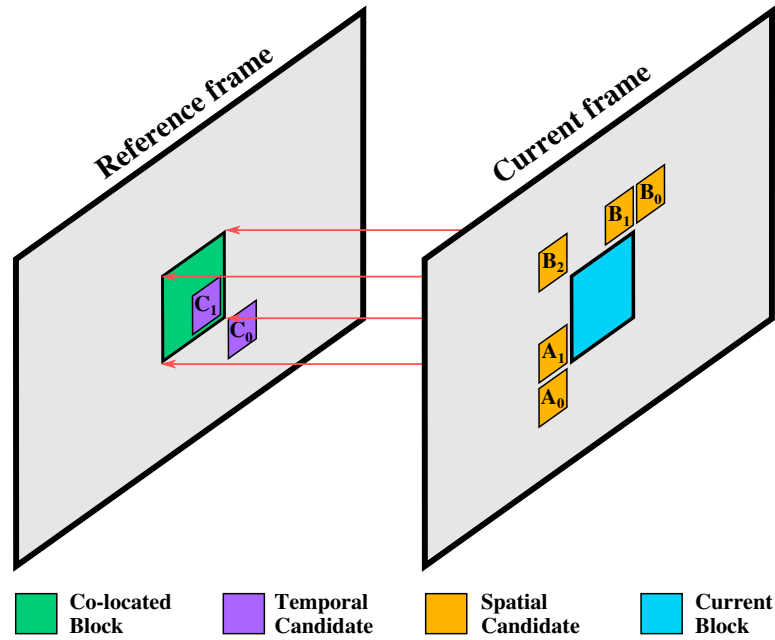 Reference frame
Current frame
B₁ B₀
B₂
C₁
C₀
A₁
A₀
Co-located Block
Temporal Candidate
Spatial Candidate
Current Block